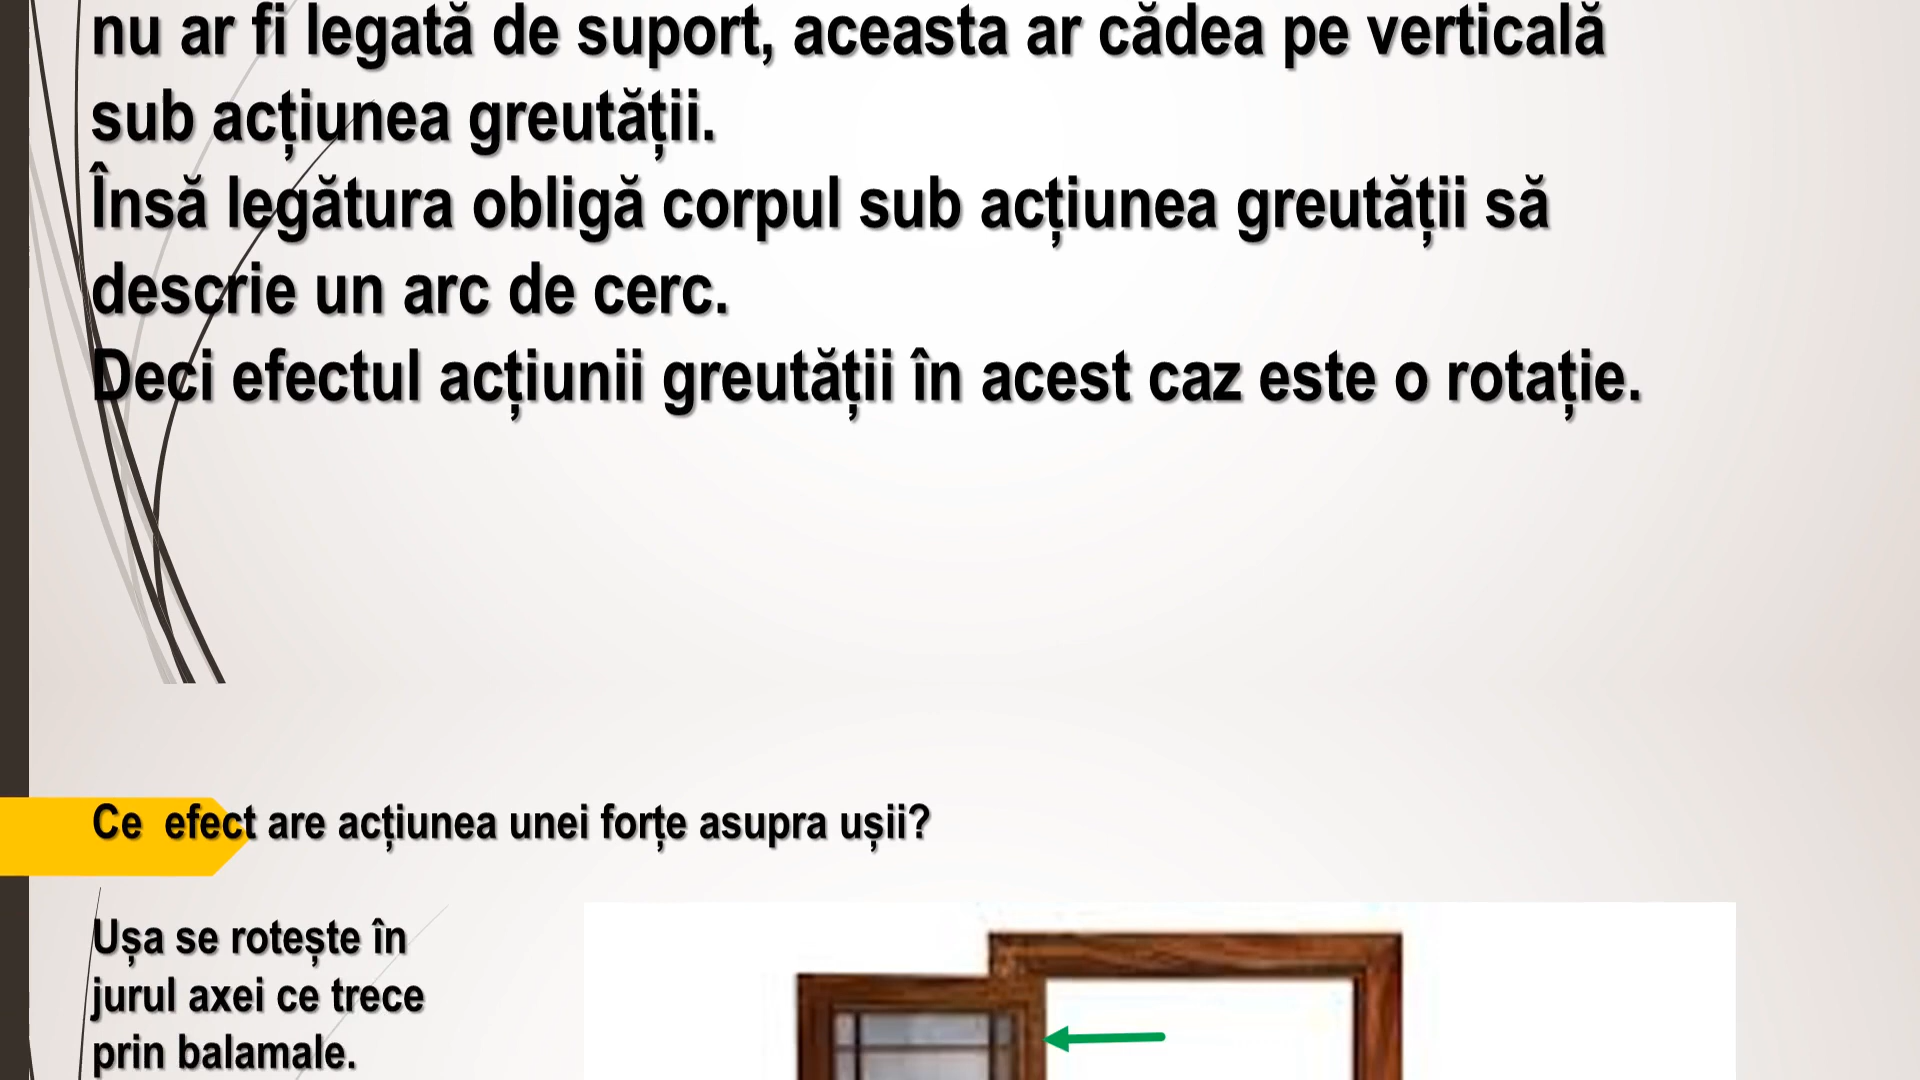 nu ar fi legată de suport, aceasta ar cădea pe verticală
sub acțiunea greutății.
Însă legătura obligă corpul sub acțiunea greutății să
descrie un arc de cerc.
Deci efectul acțiunii greutății în acest caz este o rotație.
Ce  efect are acțiunea unei forțe asupra ușii?
Ușa se rotește în
jurul axei ce trece
prin balamale.